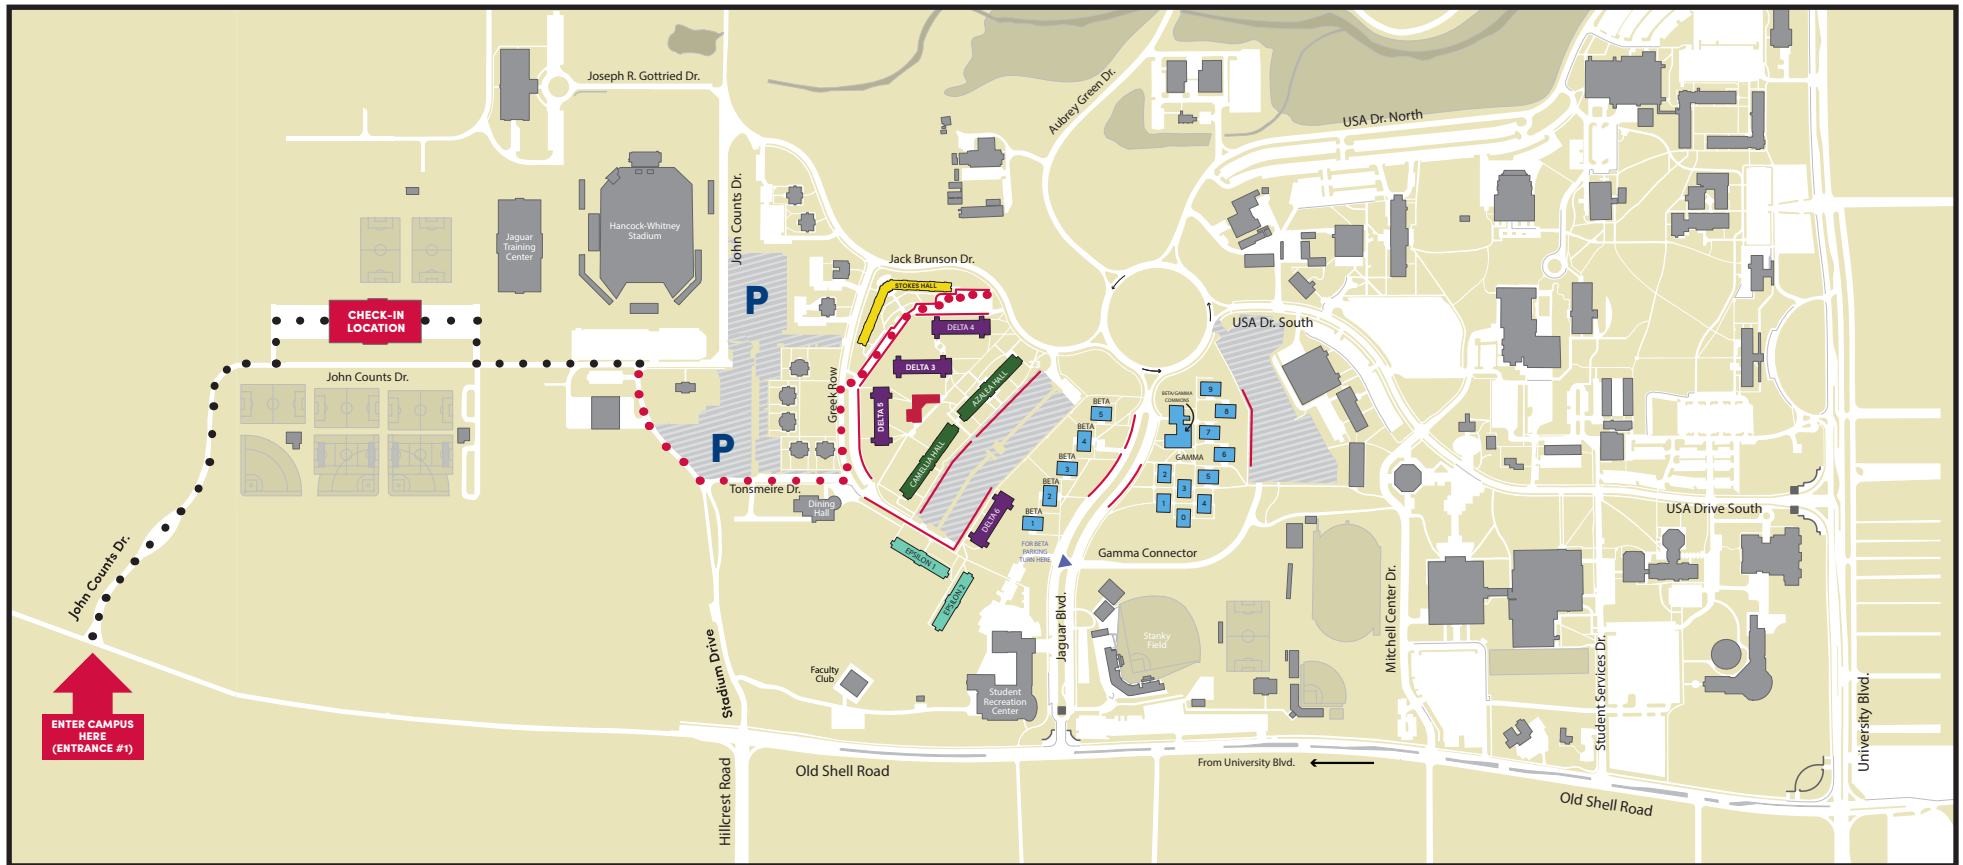 Joseph R. Gottried Dr.
Aubrey Green Dr.
USA Dr. North
John Counts Dr.
Hancock-Whitney
Stadium
Jaguar
Training
Center
Jack Brunson Dr.
STOKES HALL
P
CHECK-IN
LOCATION
DELTA 4
USA Dr. South
John Counts Dr.
DELTA 3
AZALEA HALL
Greek Row
DELTA 5
BETA/GAMMA
COMMONS
9
8
7
6
GAMMA
5
2
3
1
4
0
BETA
5
BETA
4
BETA
3
BETA
2
BETA
1
P
CAMELLIA HALL
Tonsmeire Dr.
Dining
Hall
DELTA 6
EPSILON 1
EPSILON 2
FOR BETA
PARKING
TURN HERE
Gamma Connector
USA Drive South
John Counts Dr.
Jaguar Blvd.
Stanky
Field
Mitchell Center Dr.
Student Services Dr.
University Blvd.
Stadium Drive
Faculty
Club
Student
Recreation
Center
ENTER CAMPUS
HERE
(ENTRANCE #1)
Hillcrest Road
Old Shell Road
From University Blvd.
Old Shell Road